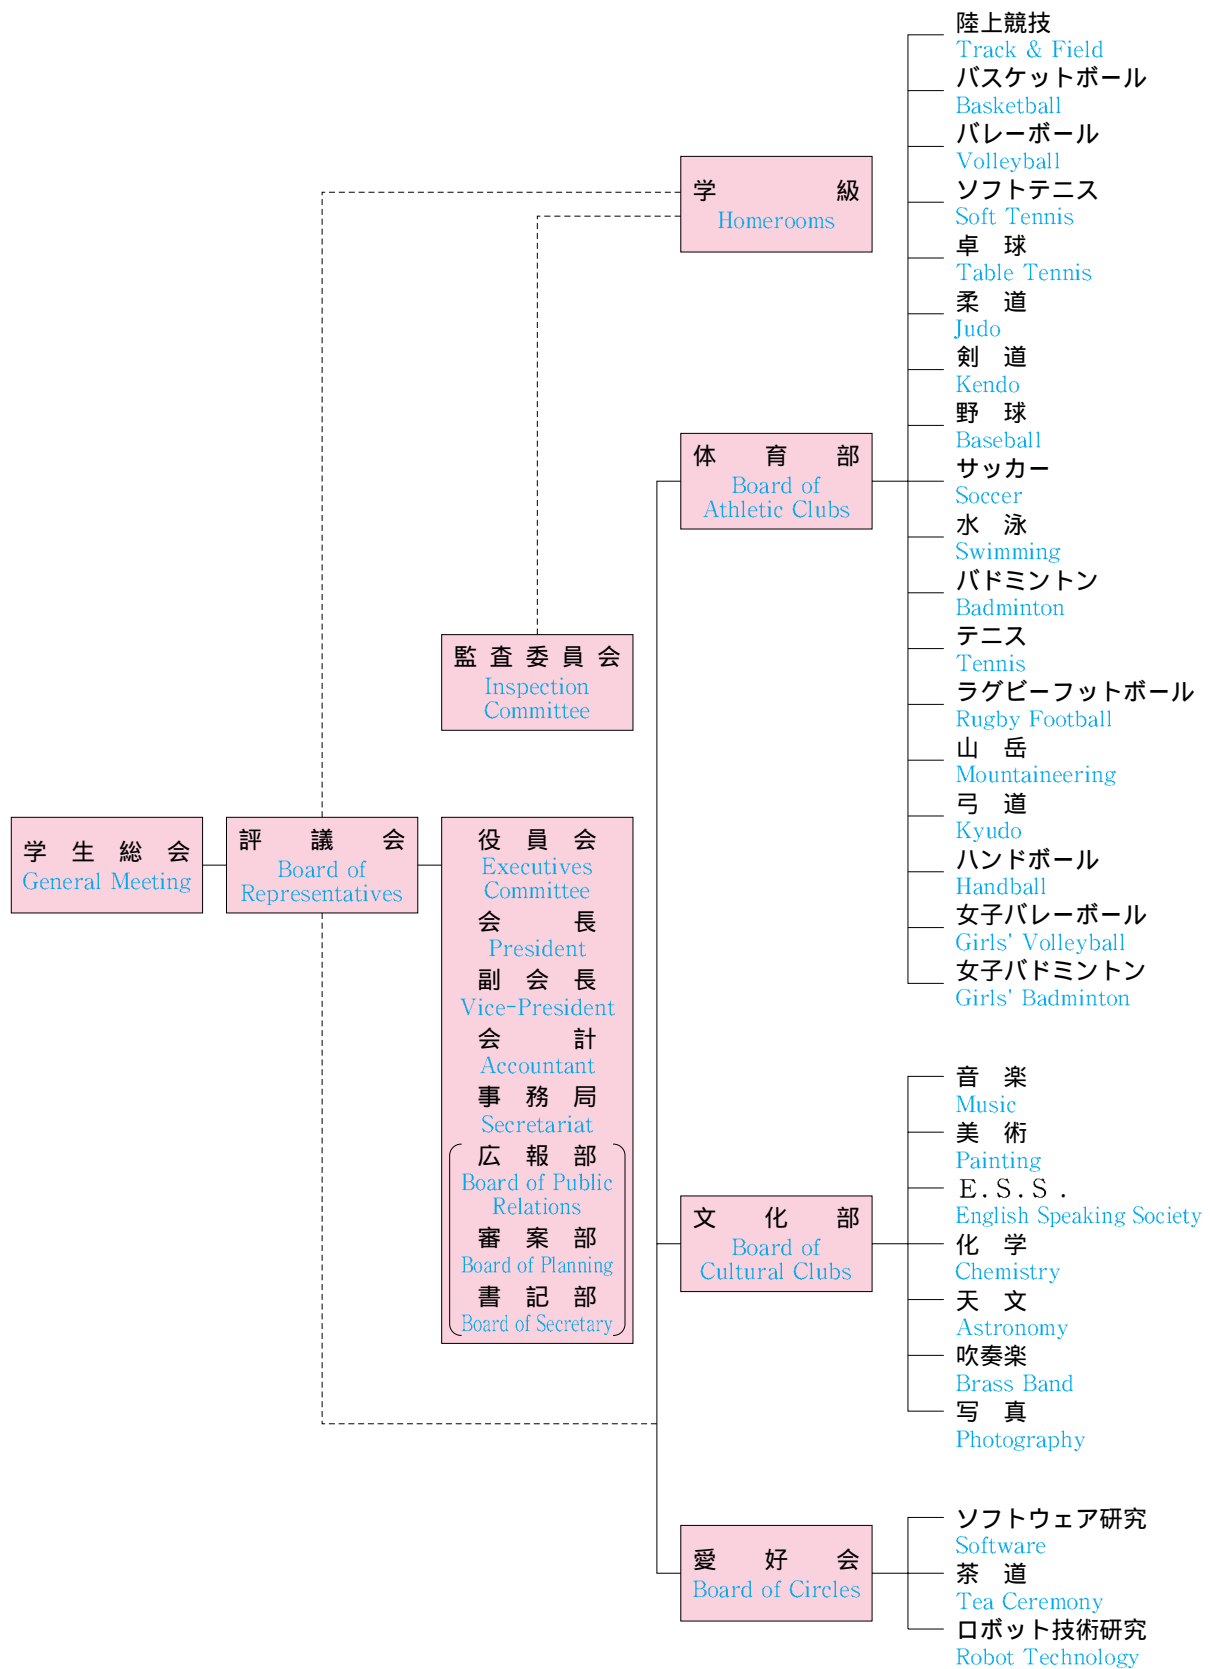 学生総会
General Meeting
評議会
Board of
Representatives
役員会
Executives
Committee
会長
President
副会長
Vice-President
会計
Accountant
事務局
Secretariat
広報部
Board of Public
Relations
審案部
Board of Planning
書記部
Board of Secretary
監査委員会
Inspection
Committee
学級
Homerooms
体育部
Board of
Athletic Clubs
陸上競技
Track & Field
バスケットボール
Basketball
バレーボール
Volleyball
ソフトテニス
Soft Tennis
卓球
Table Tennis
柔道
Judo
剣道
Kendo
野球
Baseball
サッカー
Soccer
水泳
Swimming
バドミントン
Badminton
テニス
Tennis
ラグビーフットボール
Rugby Football
山岳
Mountaineering
弓道
Kyudo
ハンドボール
Handball
女子バレーボール
Girls' Volleyball
女子バドミントン
Girls' Badminton
文化部
Board of
Cultural Clubs
音楽
Music
美術
Painting
E.S.S.
English Speaking Society
化学
Chemistry
天文
Astronomy
吹奏楽
Brass Band
写真
Photography
愛好会
Board of Circles
ソフトウェア研究
Software
茶道
Tea Ceremony
ロボット技術研究
Robot Technology